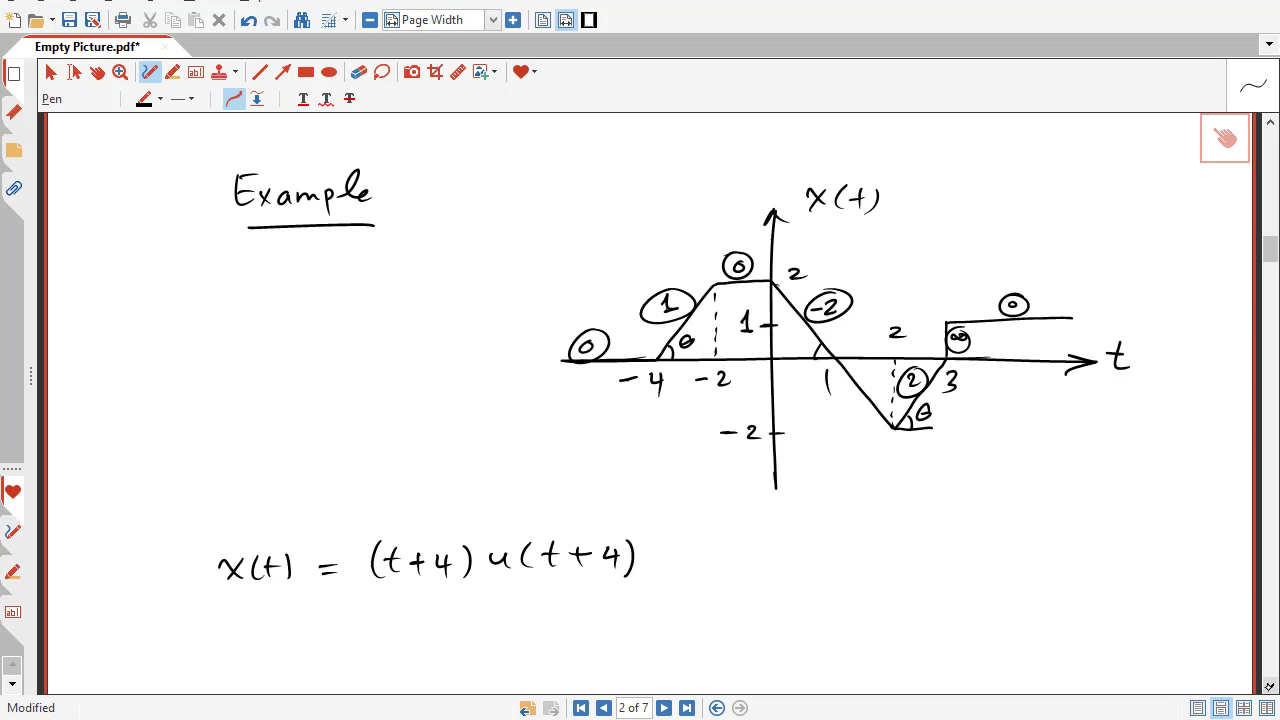 Page Width
Empty Picture.pdf*
Pen
Example
x(t)
0
2
1
-2
0
1
0
θ
2
∞
t
-4
-2
1
2
3
θ
-2
x(t) = (t+4) u(t+4)
Modified
2 of 7